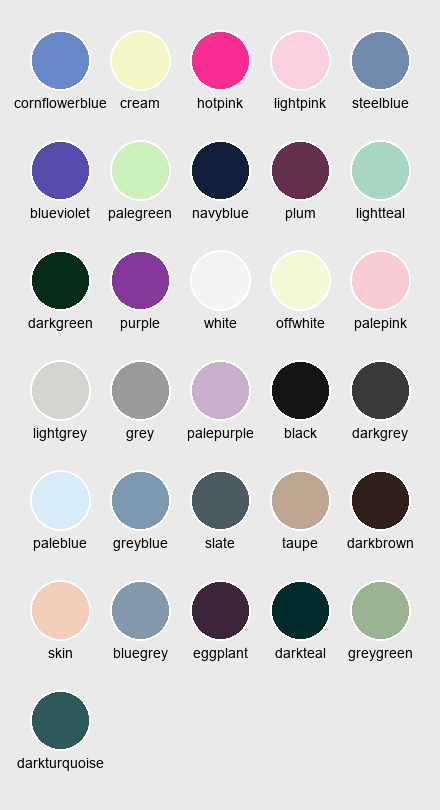 cornflowerblue cream hotpink lightpink steelblue
blueviolet palegreen navyblue plum lightteal
darkgreen purple white offwhite palepink
lightgrey grey palepurple black darkgrey
paleblue greyblue slate taupe darkbrown
skin bluegrey eggplant darkteal greygreen
darkturquoise